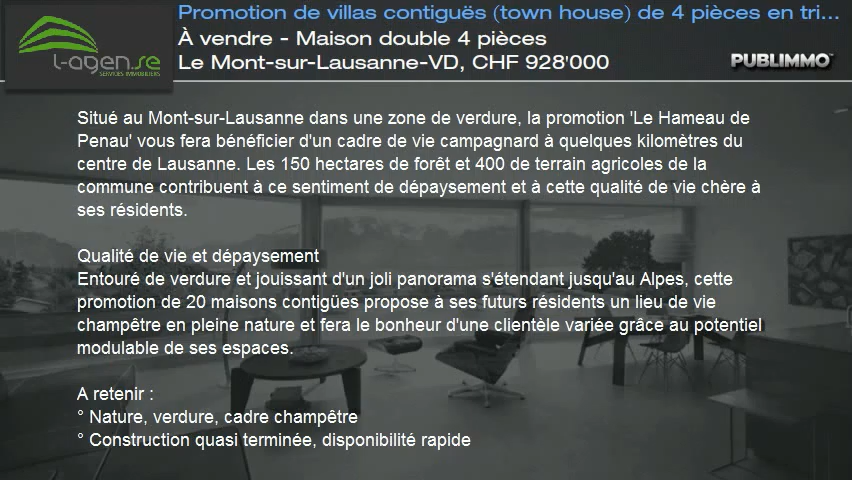 Promotion de villas contiguës (town house) de 4 pièces en tri...
À vendre - Maison double 4 pièces
Le Mont-sur-Lausanne-VD, CHF 928'000
L-agence
SERVICES IMMOBILIERS
PUBLIMMO™
Situé au Mont-sur-Lausanne dans une zone de verdure, la promotion 'Le Hameau de
Penau' vous fera bénéficier d'un cadre de vie campagnard à quelques kilomètres du
centre de Lausanne. Les 150 hectares de forêt et 400 de terrain agricoles de la
commune contribuent à ce sentiment de dépaysement et à cette qualité de vie chère à
ses résidents.
Qualité de vie et dépaysement
Entouré de verdure et jouissant d'un joli panorama s'étendant jusqu'au Alpes, cette
promotion de 20 maisons contigües propose à ses futurs résidents un lieu de vie
champêtre en pleine nature et fera le bonheur d'une clientèle variée grâce au potentiel
modulable de ses espaces.
A retenir :
° Nature, verdure, cadre champêtre
° Construction quasi terminée, disponibilité rapide